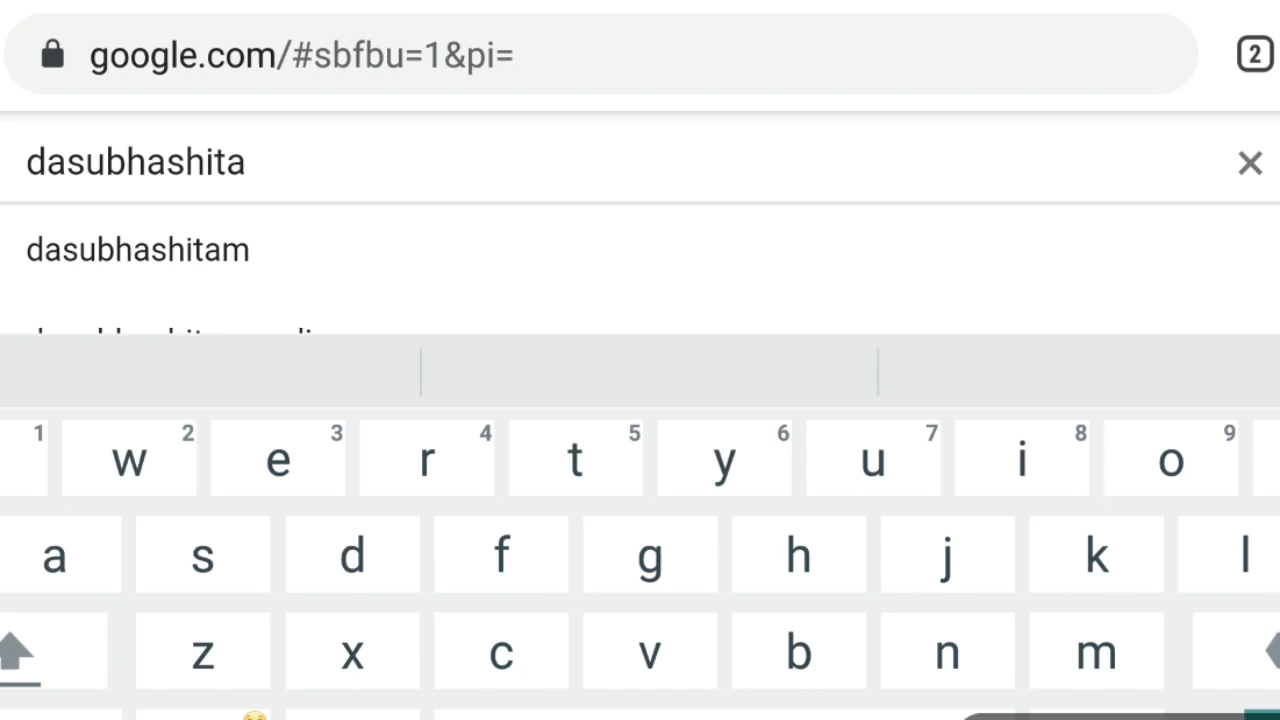 google.com/#sbfbu=1&pi=
2
dasubhashita
dasubhashitam
1 2 3 4 5 6 7 8 9
w e r t y u i o
a s d f g h j k l
z x c v b n m